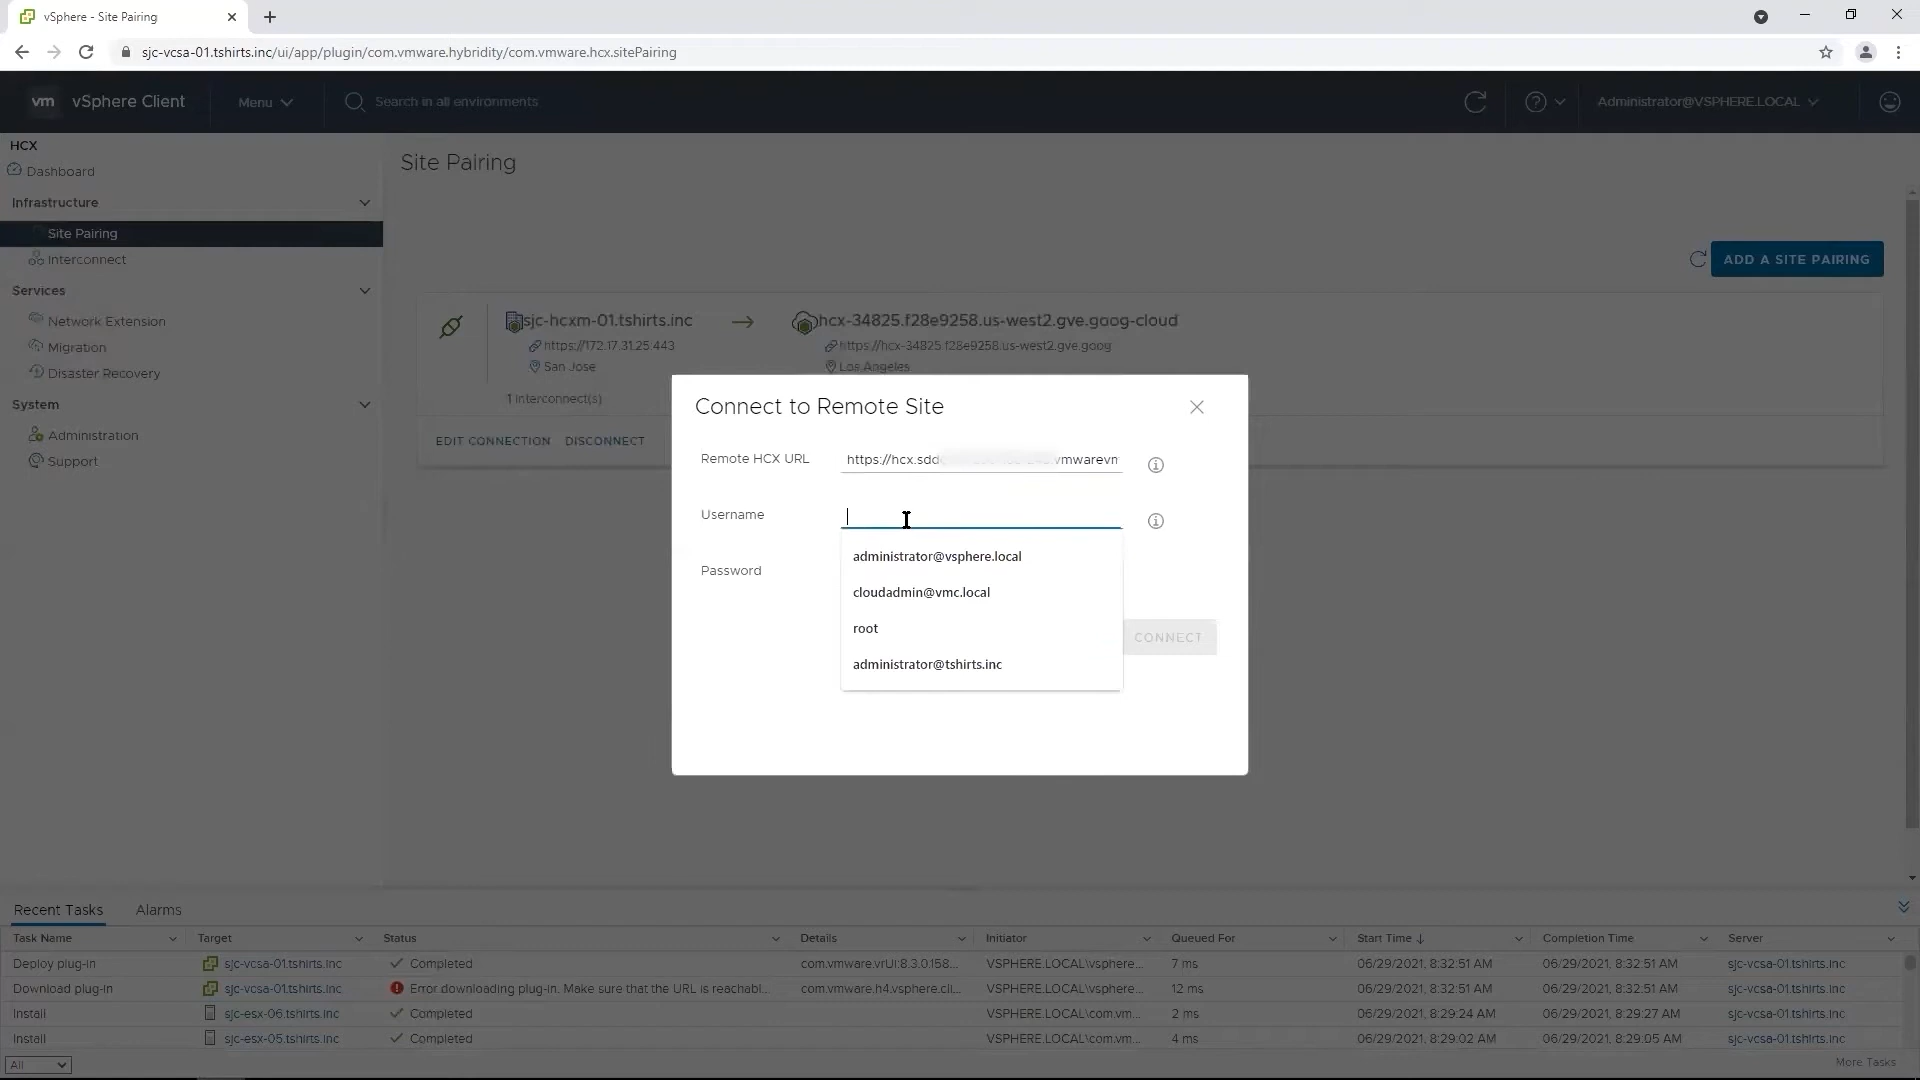 vSphere - Site Pairing
sjc-vcsa-01.tshirts.inc/ui/app/plugin/com.vmware.hybridity/com.vmware.hcx.sitePairing
vm vSphere Client Menu Search in all environments Administrator@VSPHERE.LOCAL
HCX
Dashboard
Infrastructure
Site Pairing
Interconnect
Services
Network Extension
Migration
Disaster Recovery
System
Administration
Support
Site Pairing
ADD A SITE PAIRING
sjc-hcxm-01.tshirts.inc
https://172.17.31.25:443
San Jose
1 Interconnect(s)
hcx-34825.f28e9258.us-west2.gve.goog-cloud
https://hcx-34825.f28e9258.us-west2.gve.goog
Los Angeles
EDIT CONNECTION DISCONNECT
Connect to Remote Site
Remote HCX URL https://hcx.sddc vmwarevm
Username
administrator@vsphere.local
cloudadmin@vmc.local
root
administrator@tshirts.inc
Password
CONNECT
Recent Tasks Alarms
Task Name Target Status Details Initiator Queued For Start Time ↓ Completion Time Server
Deploy plug-in sjc-vcsa-01.tshirts.inc Completed com.vmware.vrUi:8.3.0.158... VSPHERE.LOCAL\vsphere... 7 ms 06/29/2021, 8:32:51 AM 06/29/2021, 8:32:51 AM sjc-vcsa-01.tshirts.inc
Download plug-in sjc-vcsa-01.tshirts.inc Error downloading plug-in. Make sure that the URL is reachabl... com.vmware.h4.vsphere.cli... VSPHERE.LOCAL\vsphere... 12 ms 06/29/2021, 8:32:51 AM 06/29/2021, 8:32:51 AM sjc-vcsa-01.tshirts.inc
Install sjc-esx-06.tshirts.inc Completed VSPHERE.LOCAL\com.vm... 2 ms 06/29/2021, 8:29:24 AM 06/29/2021, 8:29:27 AM sjc-vcsa-01.tshirts.inc
Install sjc-esx-05.tshirts.inc Completed VSPHERE.LOCAL\com.vm... 4 ms 06/29/2021, 8:29:02 AM 06/29/2021, 8:29:05 AM sjc-vcsa-01.tshirts.inc
All More Tasks